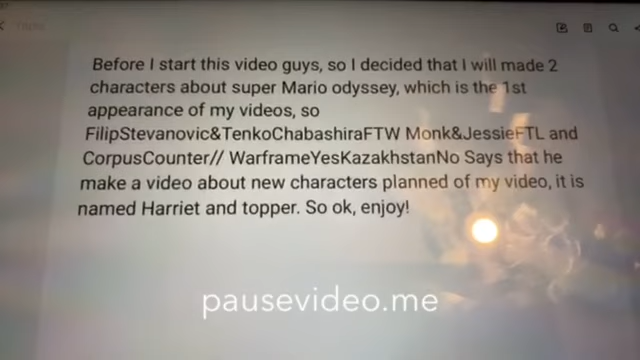 Before I start this video guys, so I decided that I will made 2
characters about super Mario odyssey, which is the 1st
appearance of my videos, so
FilipStevanovic&TenkoChabashiraFTW Monk&JessieFTL and
CorpusCounter// WarframeYesKazakhstanNo Says that he
make a video about new characters planned of my video, it is
named Harriet and topper. So ok, enjoy!
pausevideo.me